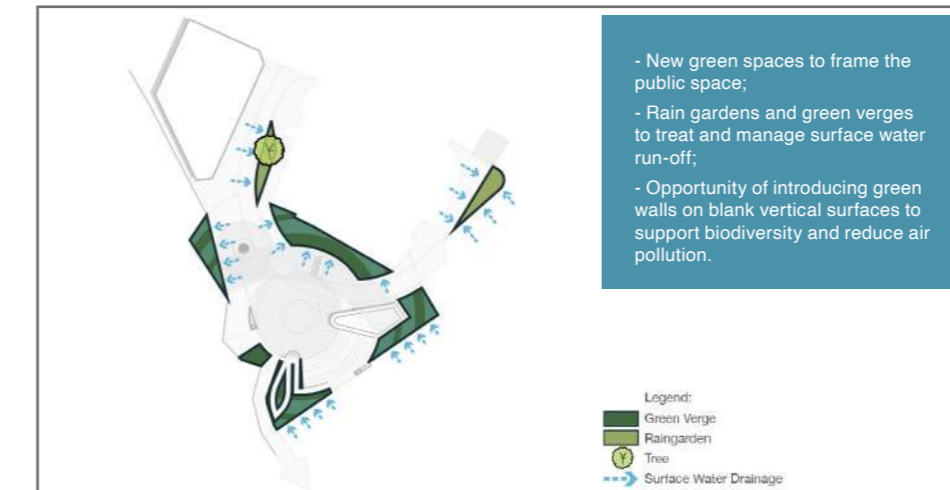 - New green spaces to frame the
public space;
- Rain gardens and green verges
to treat and manage surface water
run-off;
- Opportunity of introducing green
walls on blank vertical surfaces to
support biodiversity and reduce air
pollution.
Legend:
Green Verge
Raingarden
Tree
Surface Water Drainage